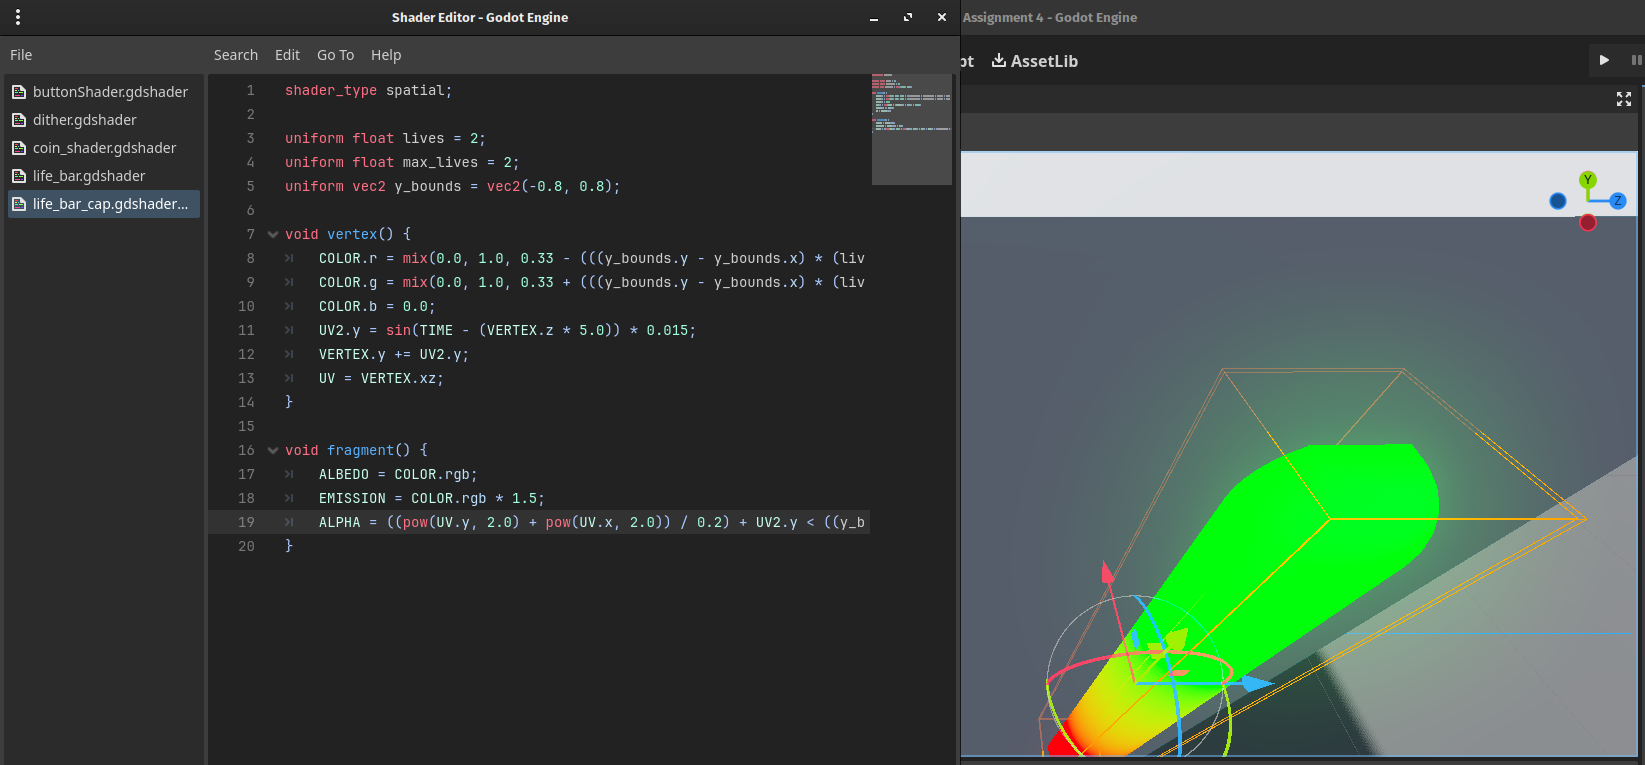 Shader Editor - Godot Engine
Assignment 4 - Godot Engine
File
Search Edit Go To Help
pt AssetLib
buttonShader.gdshader
dither.gdshader
coin_shader.gdshader
life_bar.gdshader
life_bar_cap.gdshader...
1 shader_type spatial;
2
3 uniform float lives = 2;
4 uniform float max_lives = 2;
5 uniform vec2 y_bounds = vec2(-0.8, 0.8);
6
7 void vertex() {
8 COLOR.r = mix(0.0, 1.0, 0.33 - (((y_bounds.y - y_bounds.x) * (liv
9 COLOR.g = mix(0.0, 1.0, 0.33 + (((y_bounds.y - y_bounds.x) * (liv
10 COLOR.b = 0.0;
11 UV2.y = sin(TIME - (VERTEX.z * 5.0)) * 0.015;
12 VERTEX.y += UV2.y;
13 UV = VERTEX.xz;
14 }
15
16 void fragment() {
17 ALBEDO = COLOR.rgb;
18 EMISSION = COLOR.rgb * 1.5;
19 ALPHA = ((pow(UV.y, 2.0) + pow(UV.x, 2.0)) / 0.2) + UV2.y < ((y_b
20 }
Y
Z